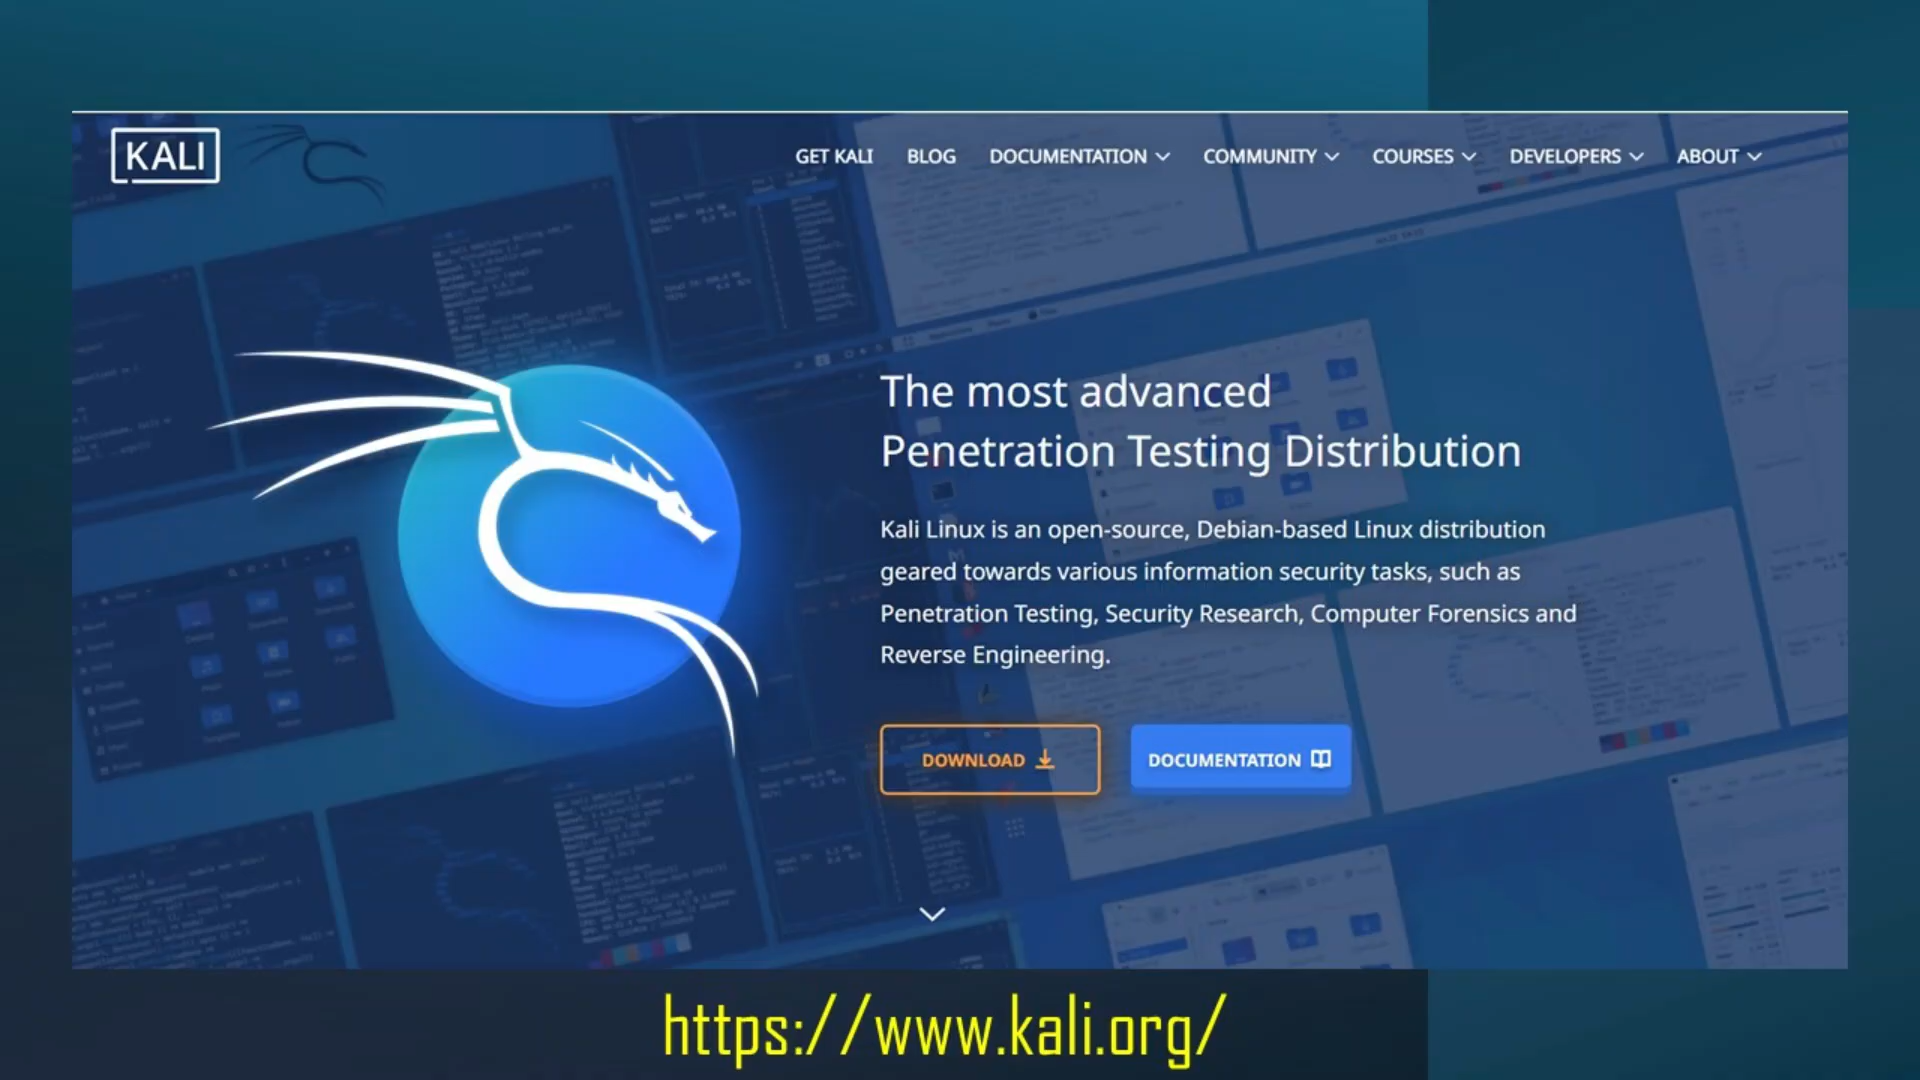 KALI
GET KALI BLOG DOCUMENTATION COMMUNITY COURSES DEVELOPERS ABOUT
The most advanced
Penetration Testing Distribution
Kali Linux is an open-source, Debian-based Linux distribution
geared towards various information security tasks, such as
Penetration Testing, Security Research, Computer Forensics and
Reverse Engineering.
DOWNLOAD DOCUMENTATION
https://www.kali.org/